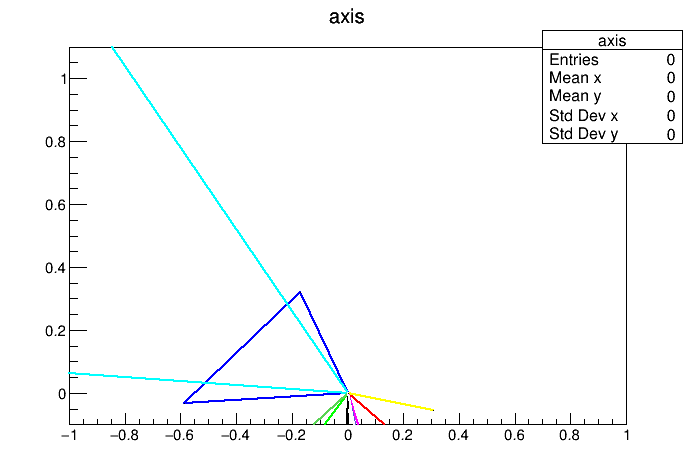 axis
axis
Entries 0
Mean x 0
Mean y 0
Std Dev x 0
Std Dev y 0
1
0.8
0.6
0.4
0.2
0
−1 −0.8 −0.6 −0.4 −0.2 0 0.2 0.4 0.6 0.8 1